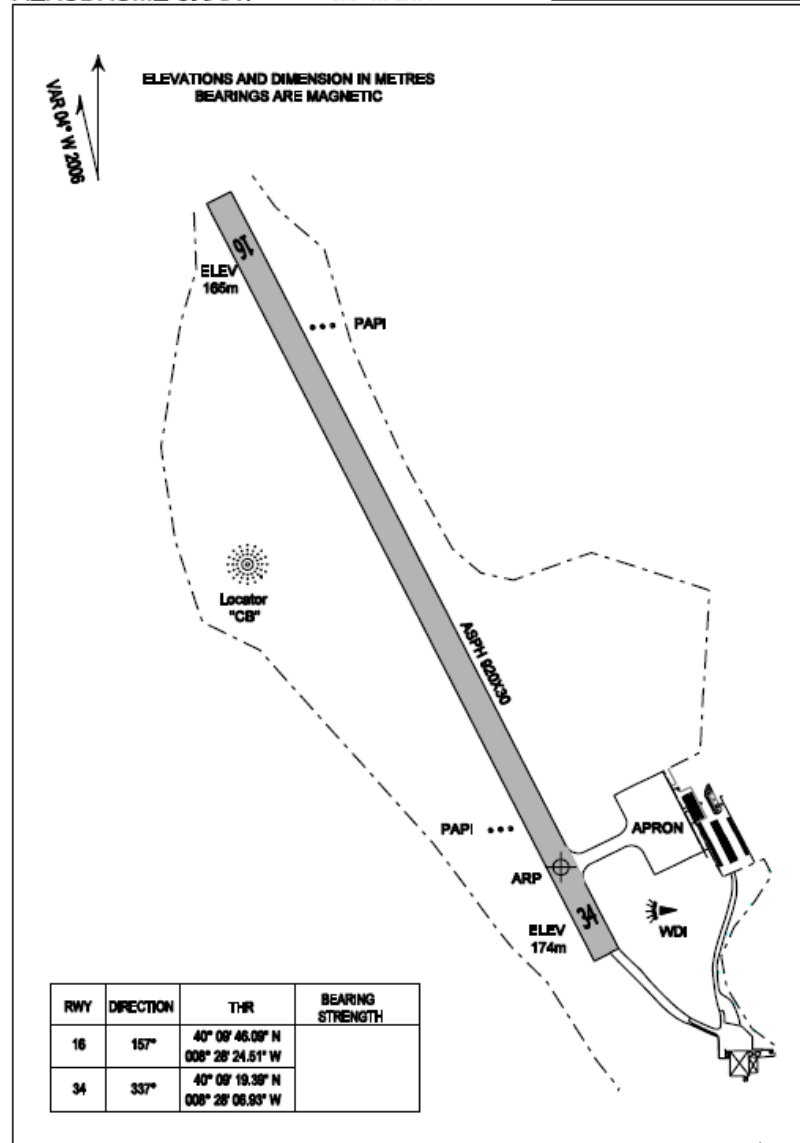 VAR 04° W 2006
ELEVATIONS AND DIMENSION IN METRES
BEARINGS ARE MAGNETIC
16
ELEV
165m
PAPI
Locator
"CB"
ASPH 920X30
PAPI
APRON
ARP
34
WDI
ELEV
174m
RWY DIRECTION THR BEARING STRENGTH
16 157° 40° 09' 46.09" N
008° 28' 24.51" W
34 337° 40° 09' 19.39" N
008° 28' 06.93" W